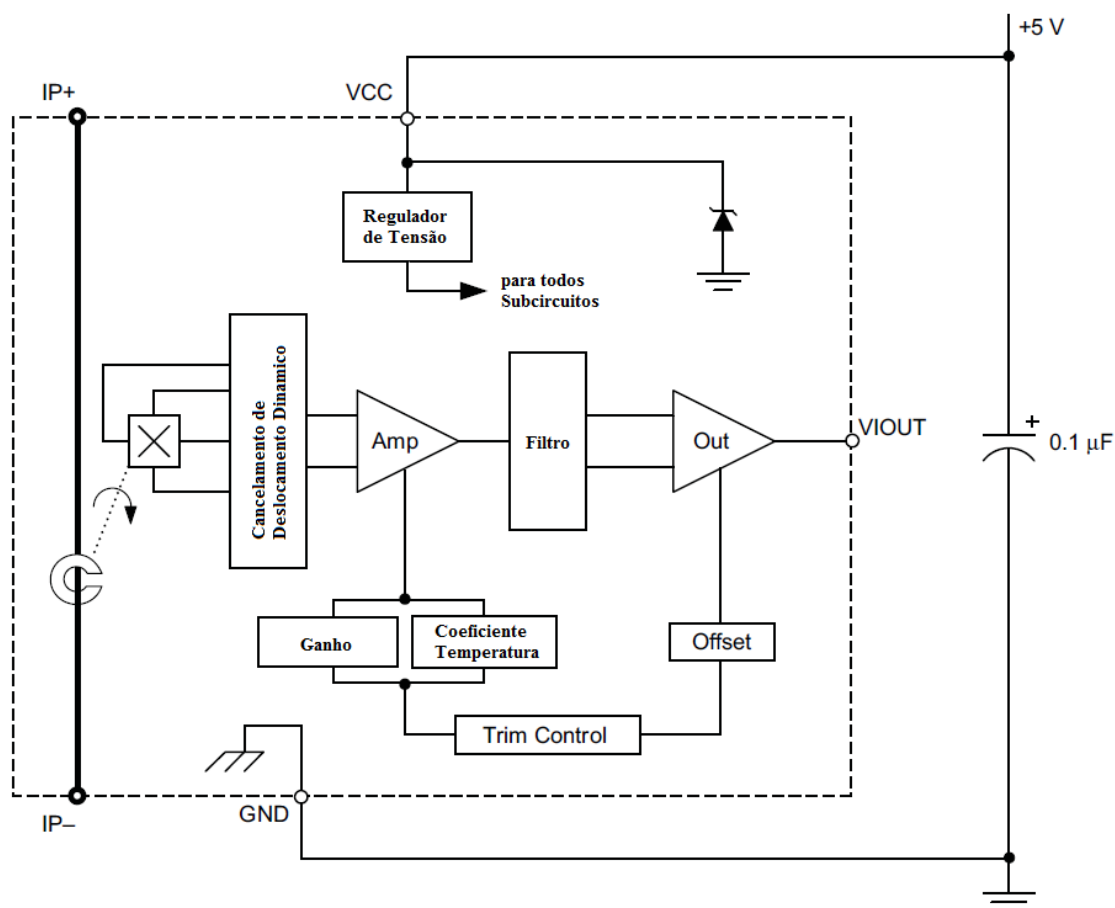 +5 V
IP+
VCC
Regulador
de Tensão
para todos
Subcircuitos
Cancelamento de
Deslocamento Dinamico
Amp
Filtro
Out
VIOUT
+
0.1 µF
Ganho
Coeficiente
Temperatura
Offset
Trim Control
GND
IP–